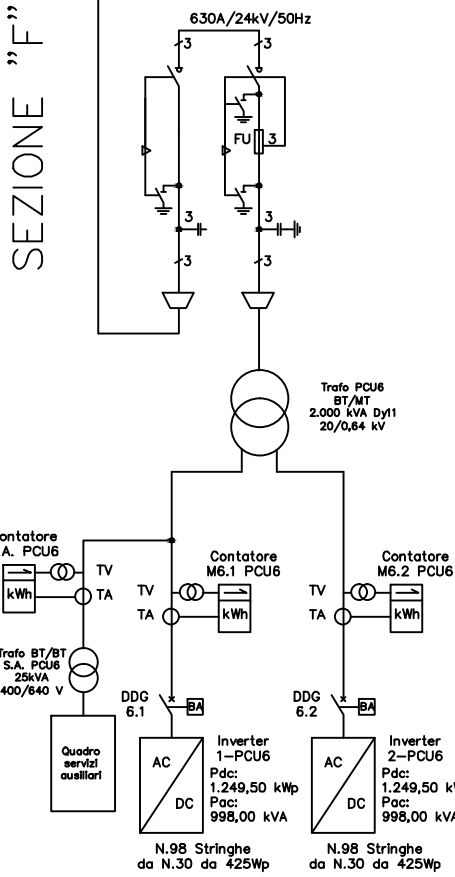 SEZIONE "F"
630A/24kV/50Hz
3
3
FU
3
3
3
3
3
Trafo PCU6
BT/MT
2.000 kVA Dy11
20/0,64 kV
ontatore
.A. PCU6
kWh
TV
TA
Contatore
M6.1 PCU6
TV
TA
kWh
Contatore
M6.2 PCU6
TV
TA
kWh
Trafo BT/BT
S.A. PCU6
25kVA
400/640 V
Quadro
servizi
ausiliari
DDG
6.1
BA
DDG
6.2
BA
AC
DC
Inverter
1-PCU6
Pdc:
1.249,50 kWp
Pac:
998,00 kVA
AC
DC
Inverter
2-PCU6
Pdc:
1.249,50 kW
Pac:
998,00 kVA
N.98 Stringhe
da N.30 da 425Wp
N.98 Stringhe
da N.30 da 425Wp